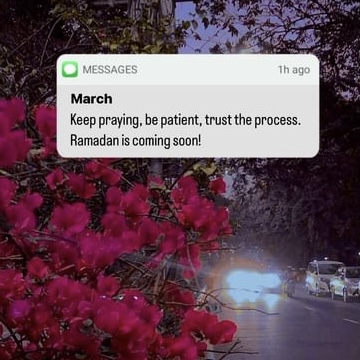 MESSAGES 1h ago
March
Keep praying, be patient, trust the process.
Ramadan is coming soon!